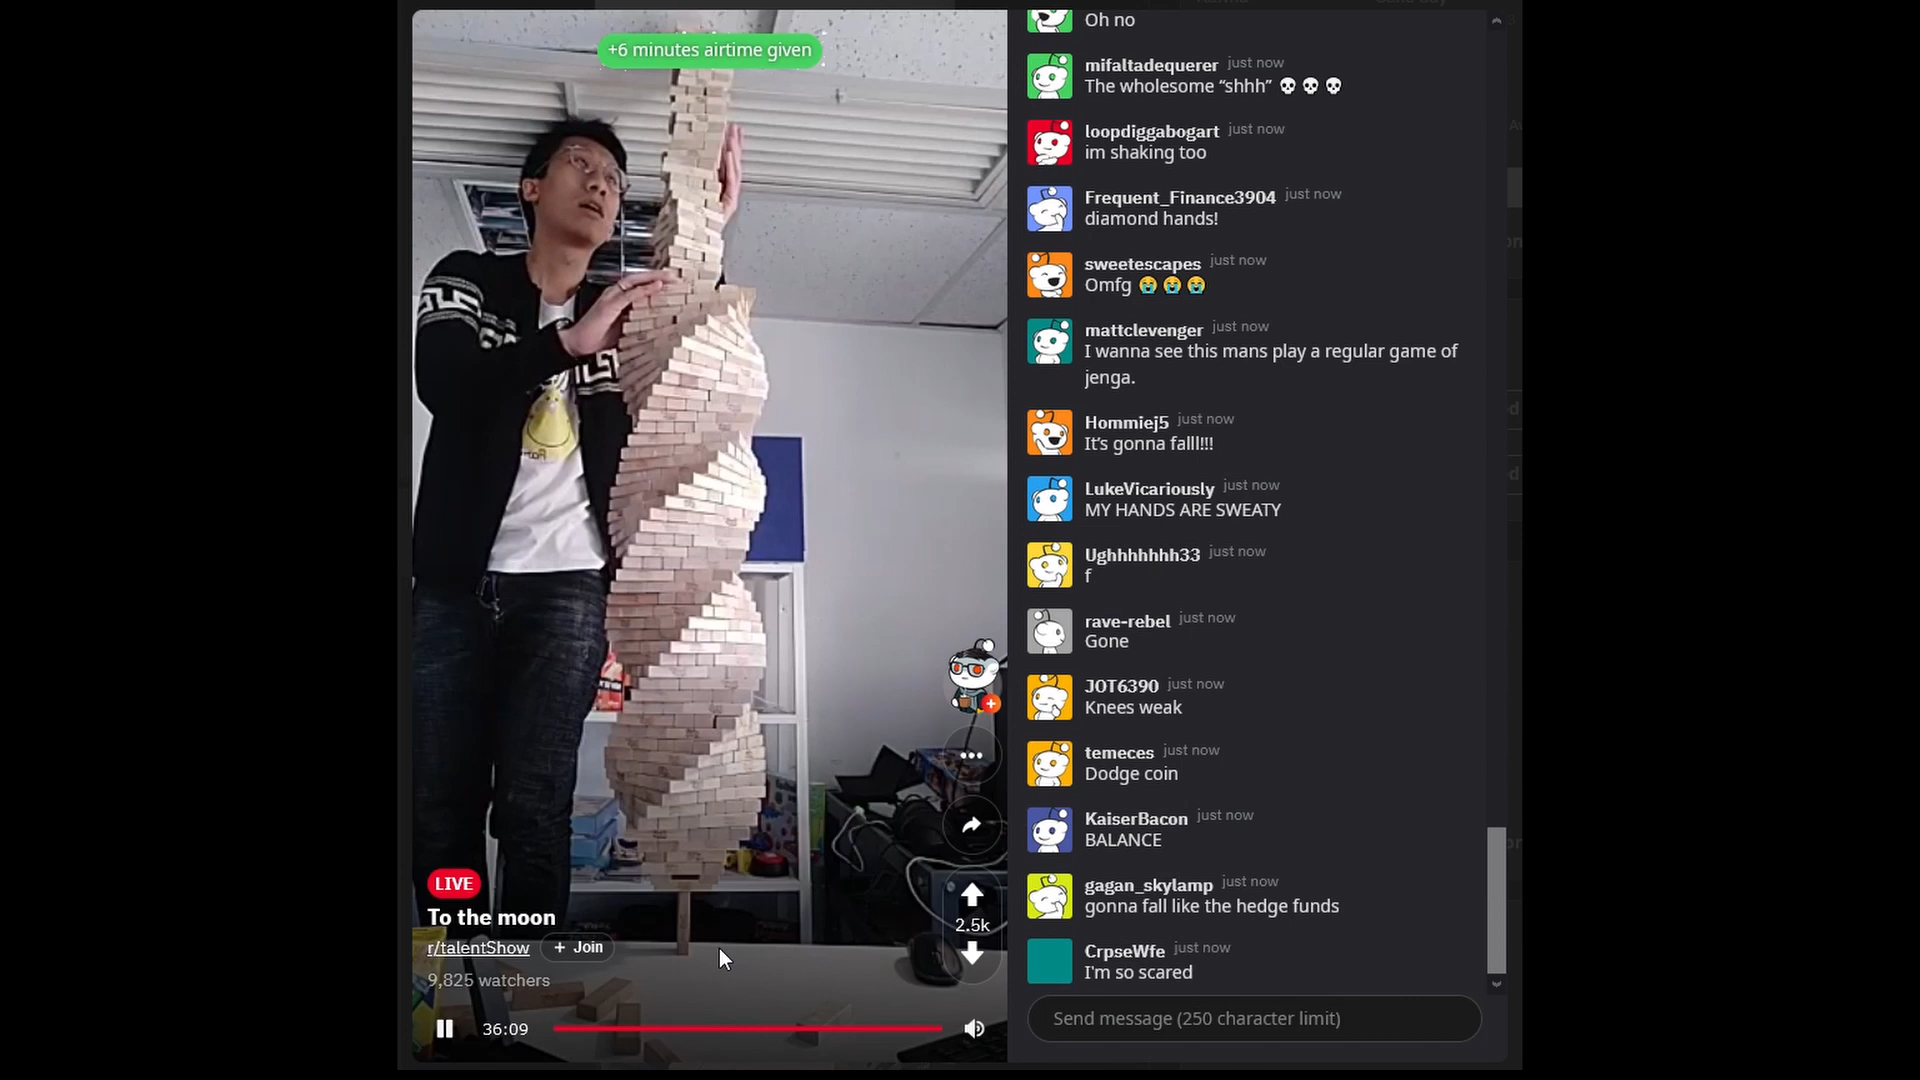 +6 minutes airtime given
LIVE
To the moon
r/talentShow
+ Join
9,825 watchers
36:09
2.5k
Oh no
mifaltadequerer just now
The wholesome “shhh” 💀 💀 💀
loopdiggabogart just now
im shaking too
Frequent_Finance3904 just now
diamond hands!
sweetescapes just now
Omfg 😭 😭 😭
mattclevenger just now
I wanna see this mans play a regular game of
jenga.
Hommiej5 just now
It’s gonna falll!!!
LukeVicariously just now
MY HANDS ARE SWEATY
Ughhhhhhh33 just now
f
rave-rebel just now
Gone
JOT6390 just now
Knees weak
temeces just now
Dodge coin
KaiserBacon just now
BALANCE
gagan_skylamp just now
gonna fall like the hedge funds
CrpseWfe just now
I'm so scared
Send message (250 character limit)